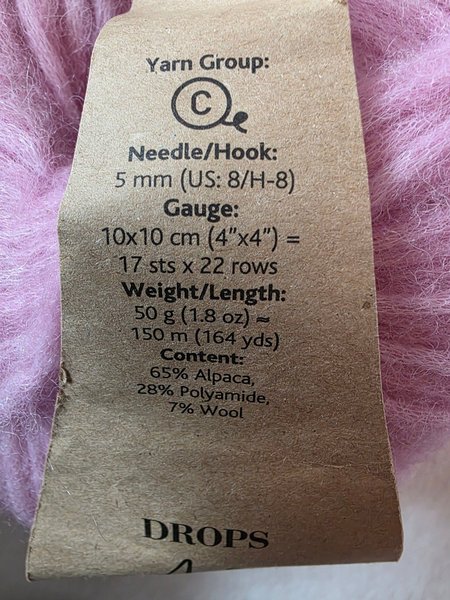 Yarn Group:
C
Needle/Hook:
5 mm (US: 8/H-8)
Gauge:
10x10 cm (4”x4”) =
17 sts x 22 rows
Weight/Length:
50 g (1.8 oz) ≈
150 m (164 yds)
Content:
65% Alpaca,
28% Polyamide,
7% Wool
DROPS